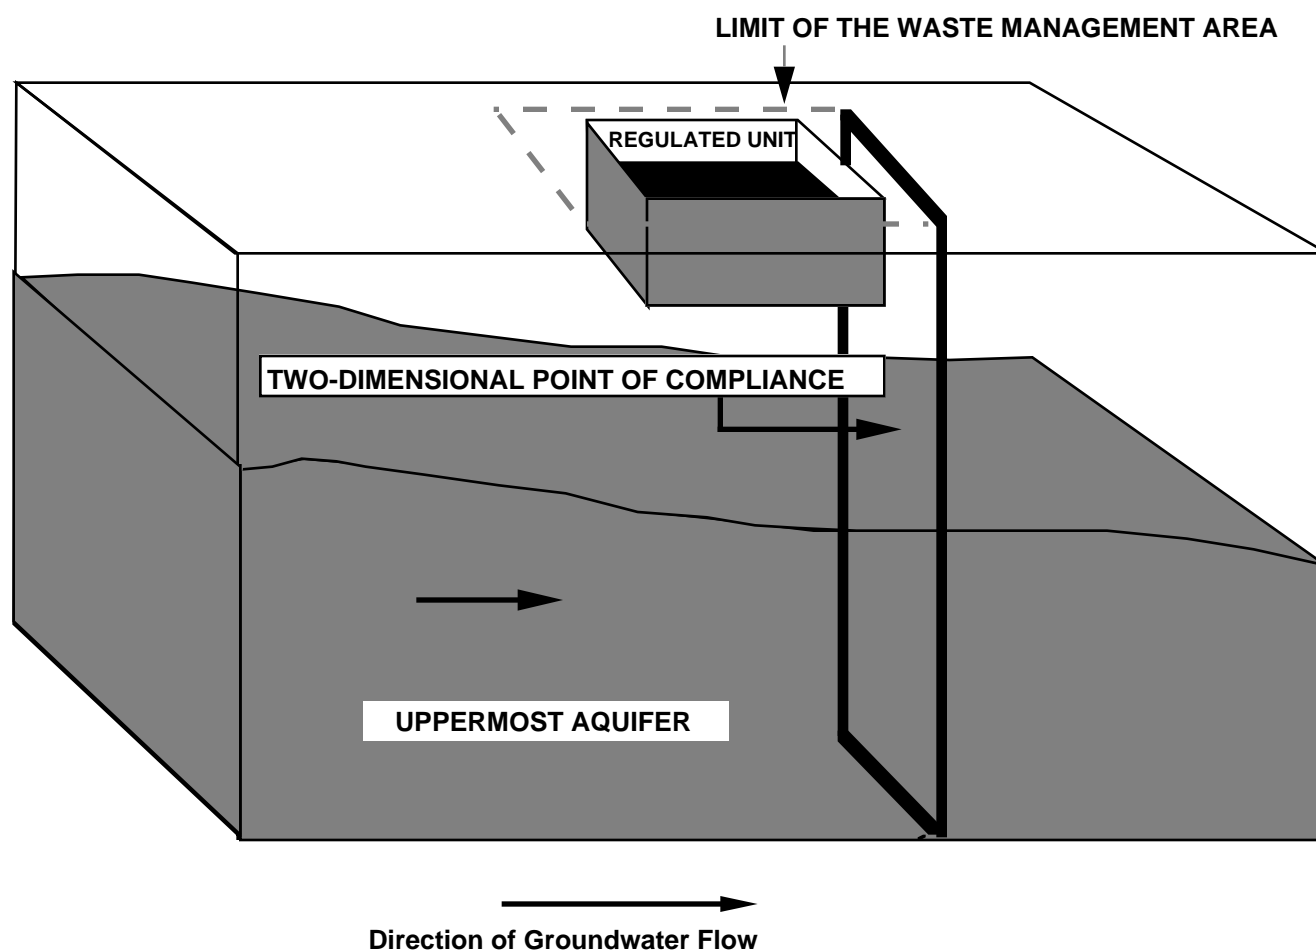 LIMIT OF THE WASTE MANAGEMENT AREA
REGULATED UNIT
TWO-DIMENSIONAL POINT OF COMPLIANCE
UPPERMOST AQUIFER
Direction of Groundwater Flow